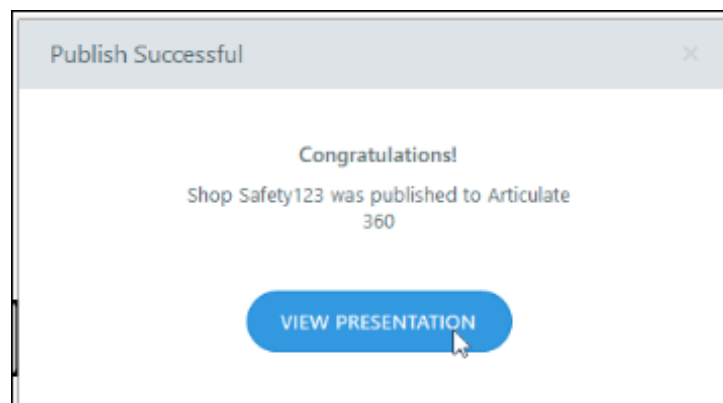 Publish Successful
Congratulations!
Shop Safety123 was published to Articulate
360
VIEW PRESENTATION